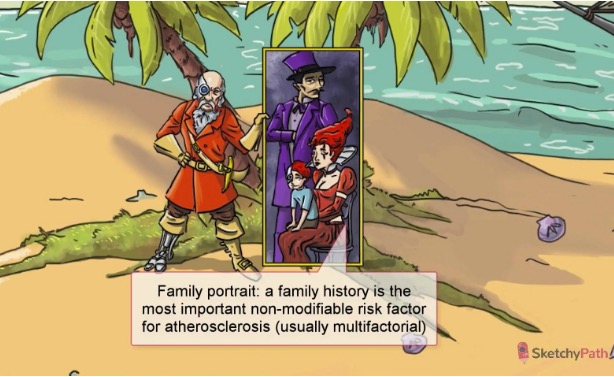 Family portrait: a family history is the
most important non-modifiable risk factor
for atherosclerosis (usually multifactorial)
SketchyPath